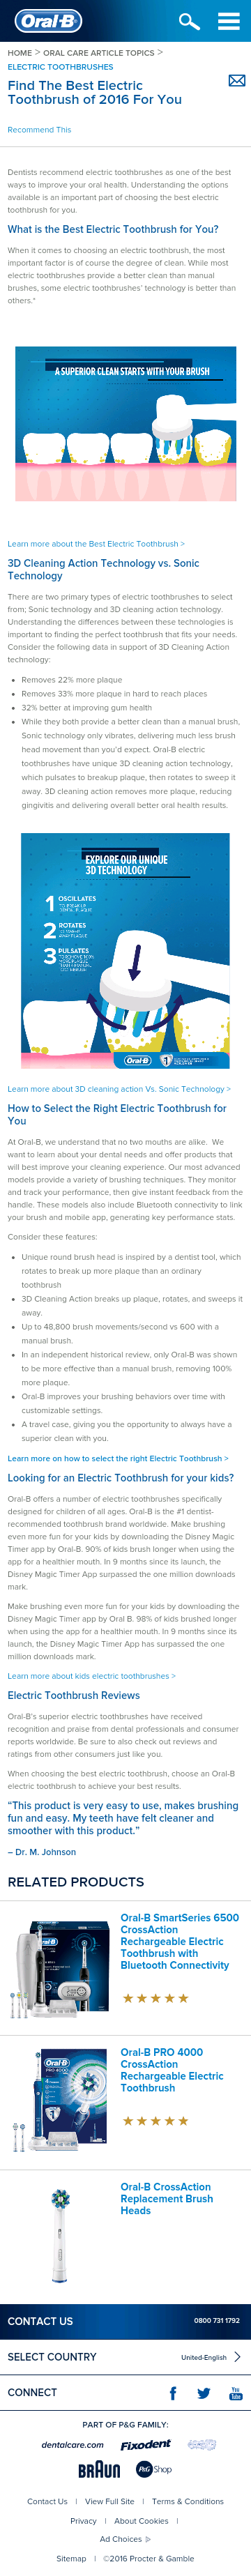 Oral-B
HOME > ORAL CARE ARTICLE TOPICS >
ELECTRIC TOOTHBRUSHES
Find The Best Electric
Toothbrush of 2016 For You
Recommend This
Dentists recommend electric toothbrushes as one of the best
ways to improve your oral health. Understanding the options
available is an important part of choosing the best electric
toothbrush for you.
What is the Best Electric Toothbrush for You?
When it comes to choosing an electric toothbrush, the most
important factor is of course the degree of clean. While most
electric toothbrushes provide a better clean than manual
brushes, some electric toothbrushes' technology is better than
others.*
A SUPERIOR CLEAN STARTS WITH YOUR BRUSH
Learn more about the Best Electric Toothbrush >
3D Cleaning Action Technology vs. Sonic
Technology
There are two primary types of electric toothbrushes to select
from; Sonic technology and 3D cleaning action technology.
Understanding the differences between these technologies is
important to finding the perfect toothbrush that fits your needs.
Consider the following data in support of 3D Cleaning Action
technology:
• Removes 22% more plaque
• Removes 33% more plaque in hard to reach places
• 32% better at improving gum health
• While they both provide a better clean than a manual brush,
Sonic technology only vibrates, delivering much less brush
head movement than you'd expect. Oral-B electric
toothbrushes have unique 3D cleaning action technology,
which pulsates to breakup plaque, then rotates to sweep it
away. 3D cleaning action removes more plaque, reducing
gingivitis and delivering overall better oral health results.
EXPLORE OUR UNIQUE
3D TECHNOLOGY
1 OSCILLATES
2 ROTATES
3 PULSATES
Oral-B
Learn more about 3D cleaning action Vs. Sonic Technology >
How to Select the Right Electric Toothbrush for
You
At Oral-B, we understand that no two mouths are alike. We
want to learn about your dental needs and offer products that
will best improve your cleaning experience. Our most advanced
models provide a variety of brushing techniques. They monitor
and track your performance, and give instant feedback from the
handle. These models also include Bluetooth connectivity to link
your brush and mobile app, generating key performance stats.
Consider these features:
• Unique round brush head is inspired by a dentist tool, which
rotates to break up more plaque than an ordinary
toothbrush
• 3D Cleaning Action breaks up plaque, rotates, and sweeps it
away.
• Up to 48,800 brush movements/second vs 600 with a
manual brush.
• In an independent historical review, only Oral-B was shown
to be more effective than a manual brush, removing 100%
more plaque.
• Oral-B improves your brushing behaviors over time with
customizable settings.
• A travel case, giving you the opportunity to always have a
superior clean with you.
Learn more on how to select the right Electric Toothbrush >
Looking for an Electric Toothbrush for your kids?
Oral-B offers a number of electric toothbrushes specifically
designed for children of all ages. Oral-B is the #1 dentist-
recommended toothbrush brand worldwide. Make brushing
even more fun for your kids by downloading the Disney Magic
Timer app by Oral-B. 90% of kids brush longer when using the
app for a healthier mouth. In 9 months since its launch, the
Disney Magic Timer App surpassed the one million downloads
mark.
Make brushing even more fun for your kids by downloading the
Disney Magic Timer app by Oral B. 98% of kids brushed longer
when using the app for a healthier mouth. In 9 months since its
launch, the Disney Magic Timer App has surpassed the one
million downloads mark.
Learn more about kids electric toothbrushes >
Electric Toothbrush Reviews
Oral-B's superior electric toothbrushes have received
recognition and praise from dental professionals and consumer
reports worldwide. Be sure to also check out reviews and
ratings from other consumers just like you.
When choosing the best electric toothbrush, choose an Oral-B
electric toothbrush to achieve your best results.
"This product is very easy to use, makes brushing
fun and easy. My teeth have felt cleaner and
smoother with this product."
– Dr. M. Johnson
RELATED PRODUCTS
Oral-B SmartSeries 6500
CrossAction
Rechargeable Electric
Toothbrush with
Bluetooth Connectivity
Oral-B PRO 4000
CrossAction
Rechargeable Electric
Toothbrush
Oral-B CrossAction
Replacement Brush
Heads
CONTACT US 0800 731 1792
SELECT COUNTRY United-English
CONNECT
PART OF P&G FAMILY:
dentalcare.com Fixodent
BRAUN P&G Shop
Contact Us | View Full Site | Terms & Conditions
Privacy | About Cookies |
Ad Choices
Sitemap | ©2016 Procter & Gamble